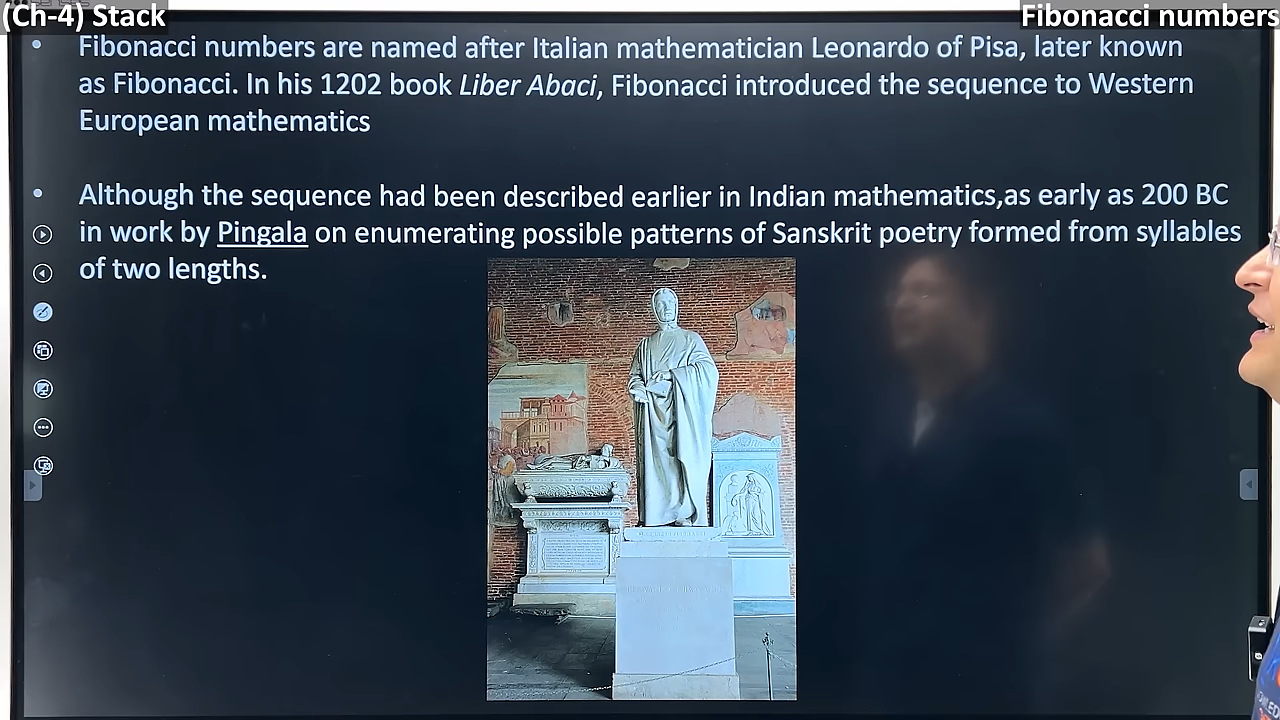 (Ch-4) Stack
Fibonacci numbers
• Fibonacci numbers are named after Italian mathematician Leonardo of Pisa, later known
as Fibonacci. In his 1202 book Liber Abaci, Fibonacci introduced the sequence to Western
European mathematics
• Although the sequence had been described earlier in Indian mathematics,as early as 200 BC
in work by Pingala on enumerating possible patterns of Sanskrit poetry formed from syllables
of two lengths.